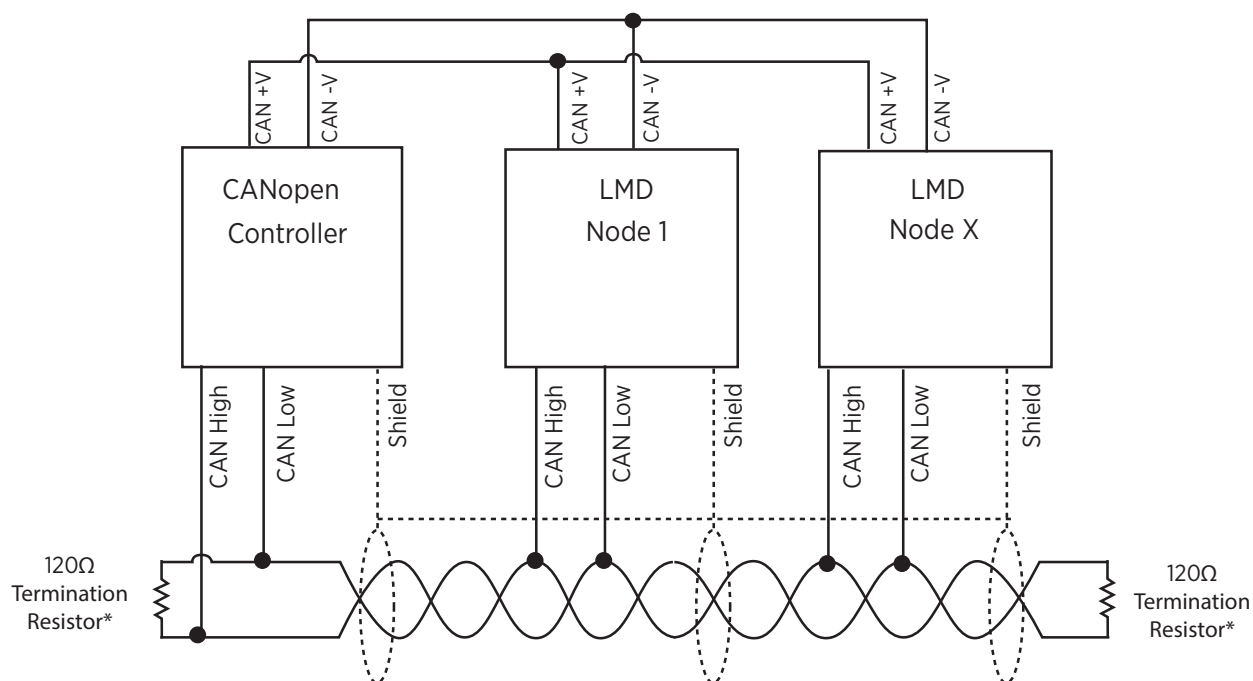 CAN +V
CAN -V
CAN +V
CAN -V
CAN +V
CAN -V
CANopen
Controller
LMD
Node 1
LMD
Node X
CAN High
CAN Low
Shield
CAN High
CAN Low
Shield
CAN High
CAN Low
Shield
120Ω
Termination
Resistor*
120Ω
Termination
Resistor*